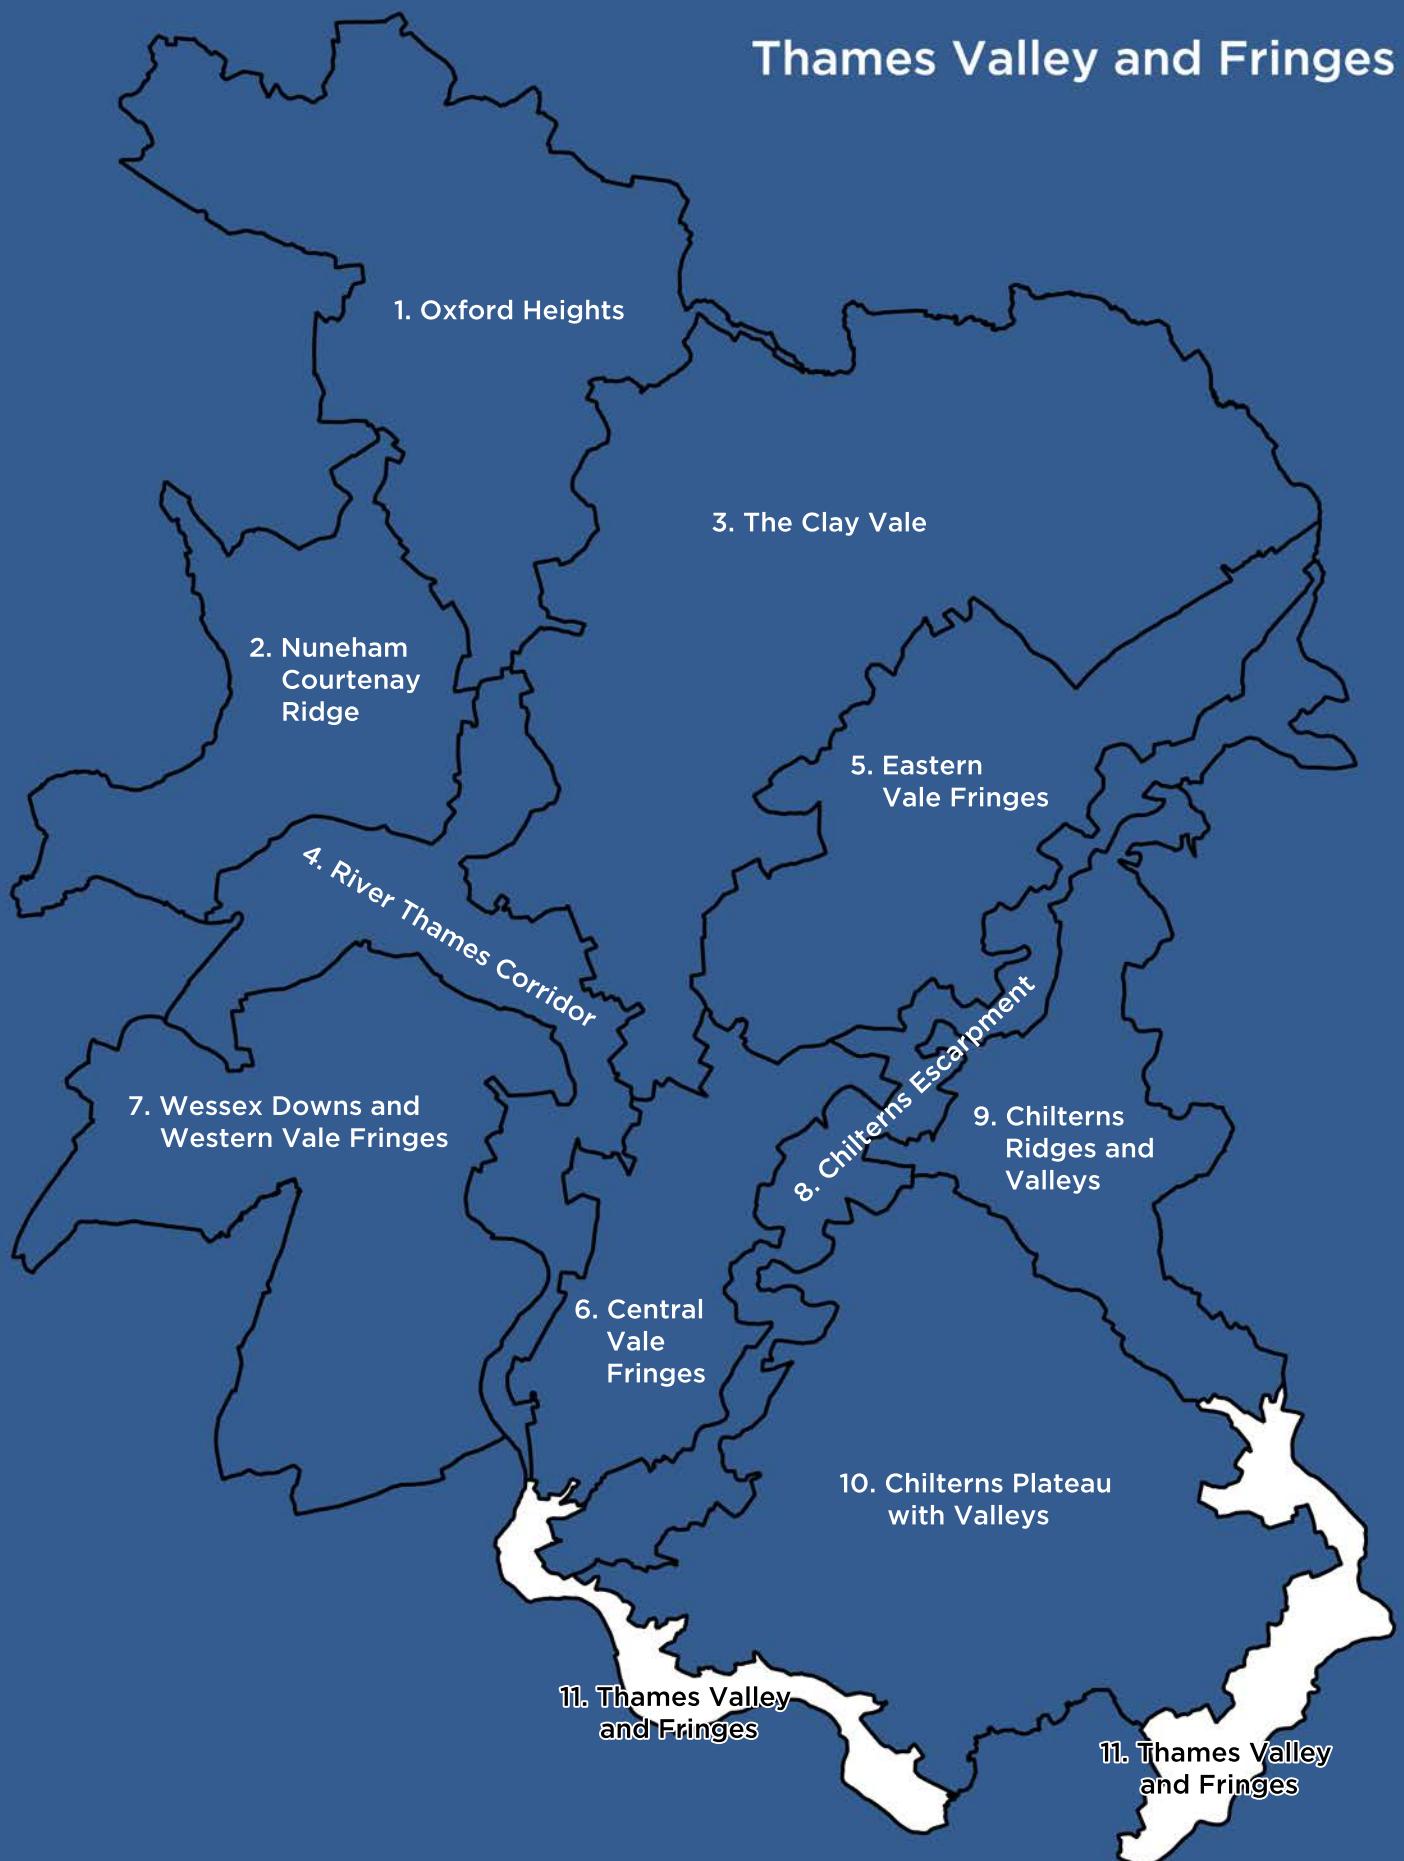 Thames Valley and Fringes
1. Oxford Heights
3. The Clay Vale
2. Nuneham
Courtenay
Ridge
5. Eastern
Vale Fringes
4. River Thames Corridor
8. Chilterns Escarpment
7. Wessex Downs and
Western Vale Fringes
9. Chilterns
Ridges and
Valleys
6. Central
Vale
Fringes
10. Chilterns Plateau
with Valleys
11. Thames Valley
and Fringes
11. Thames Valley
and Fringes